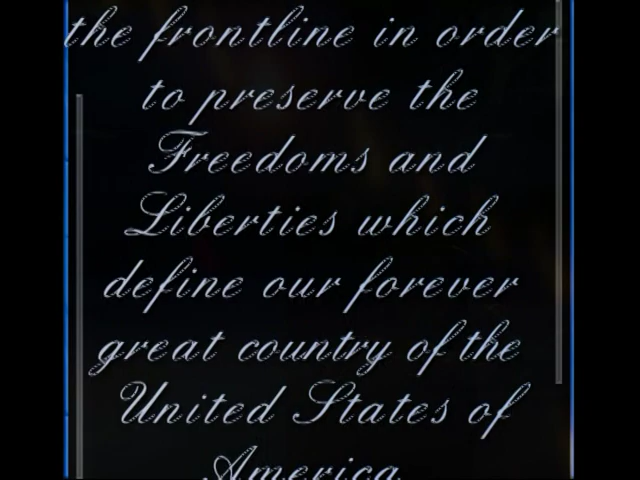 the frontline in order
to preserve the
Freedoms and
Liberties which
define our forever
great country of the
United States of
America